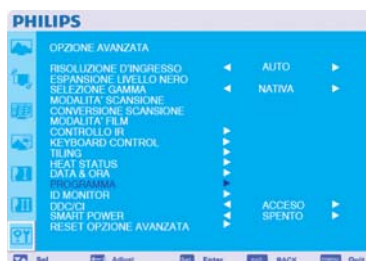 PHILIPS
OPZIONE AVANZATA
RISOLUZIONE D'INGRESSO AUTO
ESPANSIONE LIVELLO NERO
SELEZIONE GAMMA NATIVA
MODALITA' SCANSIONE
CONVERSIONE SCANSIONE
MODALITA' FILM
CONTROLLO IR
KEYBOARD CONTROL
TILING
HEAT STATUS
DATA & ORA
PROGRAMMA
ID MONITOR
DDC/CI ACCESO
SMART POWER SPENTO
RESET OPZIONE AVANZATA
Sel Adjust Enter BACK Quit